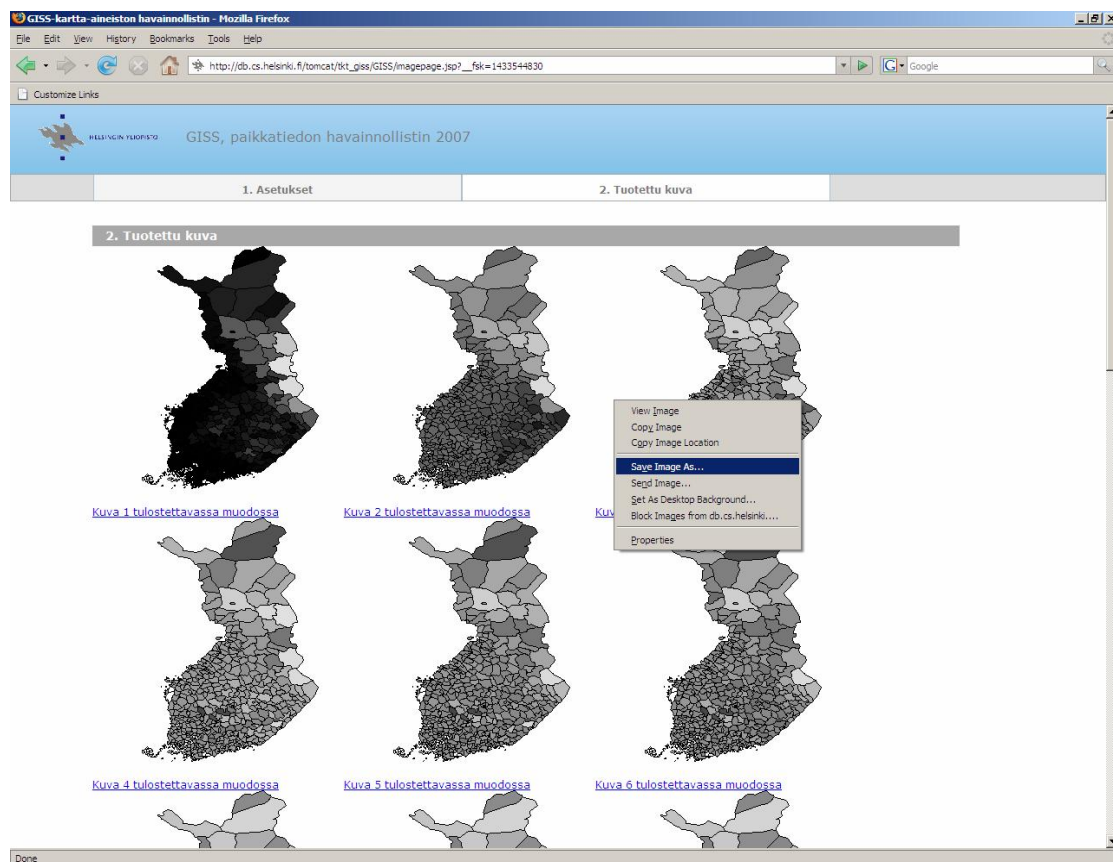 GISS-kartta-aineiston havainnollistin - Mozilla Firefox
File Edit View History Bookmarks Tools Help
http://db.cs.helsinki.fi/tomcat/tkt_giss/GISS/imagepage.jsp?__fsk=1433544830
G Google
Customize Links
HELSINGIN YLIOPISTO
GISS, paikkatiedon havainnollistin 2007
1. Asetukset
2. Tuotettu kuva
2. Tuotettu kuva
View Image
Copy Image
Copy Image Location
Save Image As...
Send Image...
Set As Desktop Background...
Block Images from db.cs.helsinki....
Properties
Kuva 1 tulostettavassa muodossa
Kuva 2 tulostettavassa muodossa
Kuva 4 tulostettavassa muodossa
Kuva 5 tulostettavassa muodossa
Kuva 6 tulostettavassa muodossa
Done